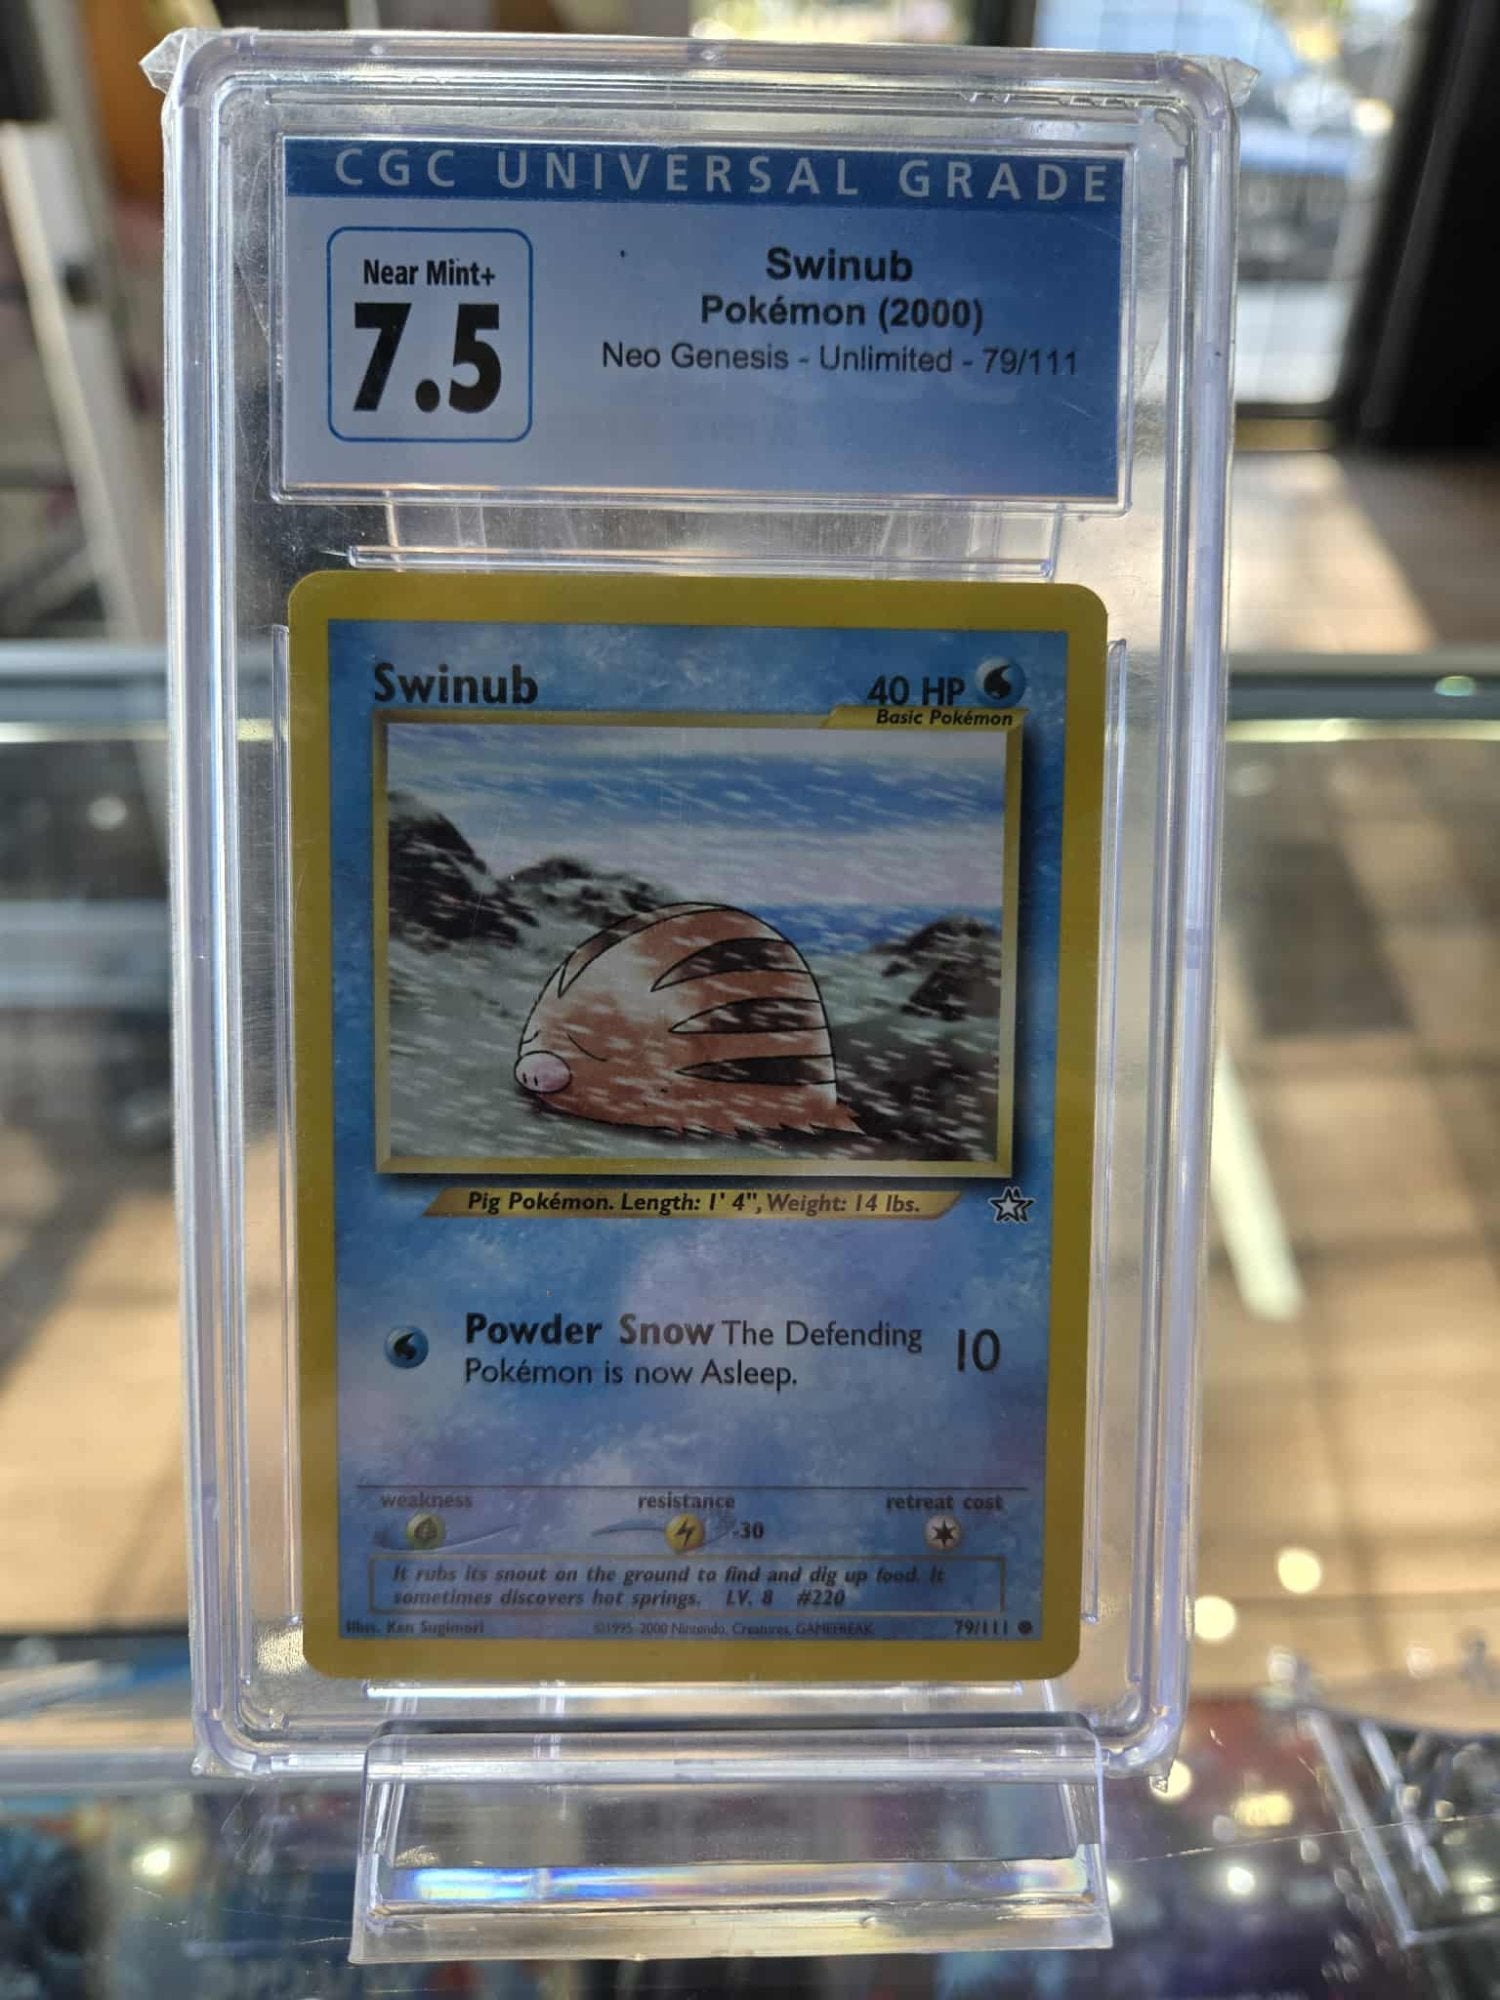 CGC UNIVERSAL GRADE
Near Mint+
7.5
Swinub
Pokémon (2000)
Neo Genesis - Unlimited - 79/111
Swinub
40 HP
Basic Pokémon
Pig Pokémon. Length: 1' 4", Weight: 14 lbs.
Powder Snow The Defending
Pokémon is now Asleep.
10
weakness
resistance
retreat cost
-30
It rubs its snout on the ground to find and dig up food. It
sometimes discovers hot springs. LV. 8 #220
Illus. Ken Sugimori
©1995, 2000 Nintendo, Creatures, GAMEFREAK.
79/111